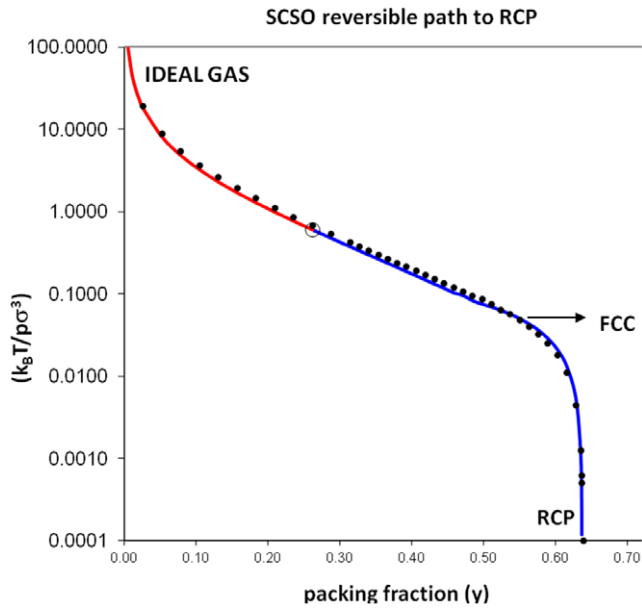 SCSO reversible path to RCP
100.0000
IDEAL GAS
10.0000
1.0000
(kBT/pσ³)
0.1000
FCC
0.0100
0.0010
RCP
0.0001
0.00 0.10 0.20 0.30 0.40 0.50 0.60 0.70
packing fraction (y)